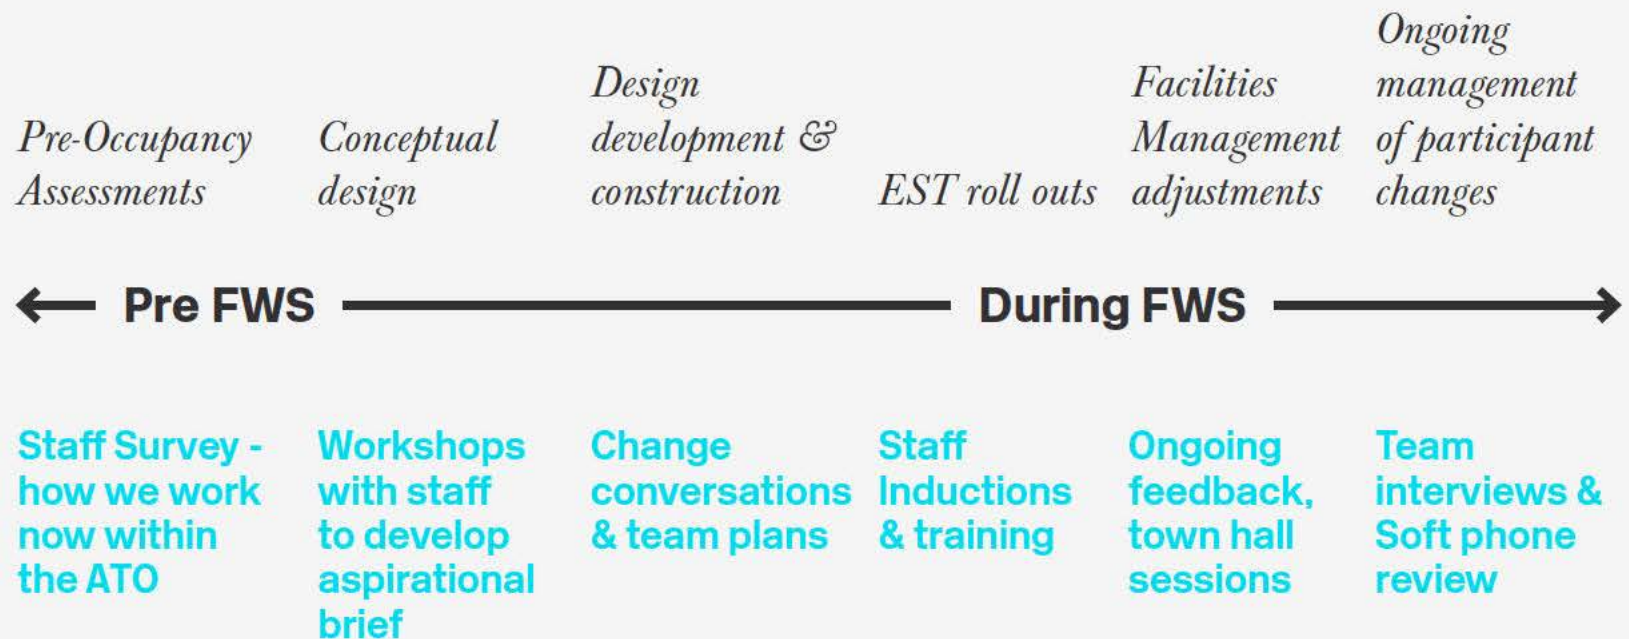 Pre-Occupancy
Assessments
Conceptual
design
Design
development &
construction
EST roll outs
Facilities
Management
adjustments
Ongoing
management
of participant
changes
Pre FWS
During FWS
Staff Survey -
how we work
now within
the ATO
Workshops
with staff
to develop
aspirational
brief
Change
conversations
& team plans
Staff
Inductions
& training
Ongoing
feedback,
town hall
sessions
Team
interviews &
Soft phone
review